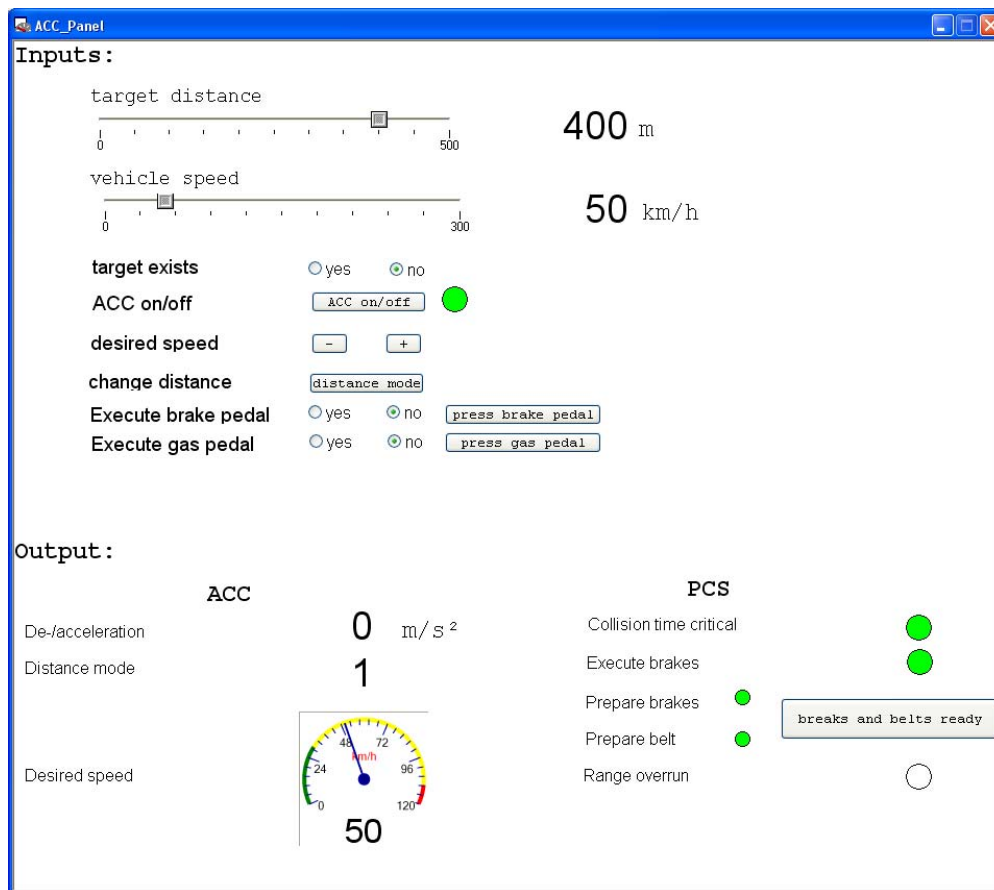 ACC_Panel
Inputs:
target distance
0 500
400 m
vehicle speed
0 300
50 km/h
target exists yes no
ACC on/off ACC on/off
desired speed - +
change distance distance mode
Execute brake pedal yes no press brake pedal
Execute gas pedal yes no press gas pedal
Output:
ACC
PCS
De-/acceleration 0 m/s²
Distance mode 1
Desired speed
0 24 48 72 96 120
km/h
50
Collision time critical
Execute brakes
Prepare brakes
breaks and belts ready
Prepare belt
Range overrun